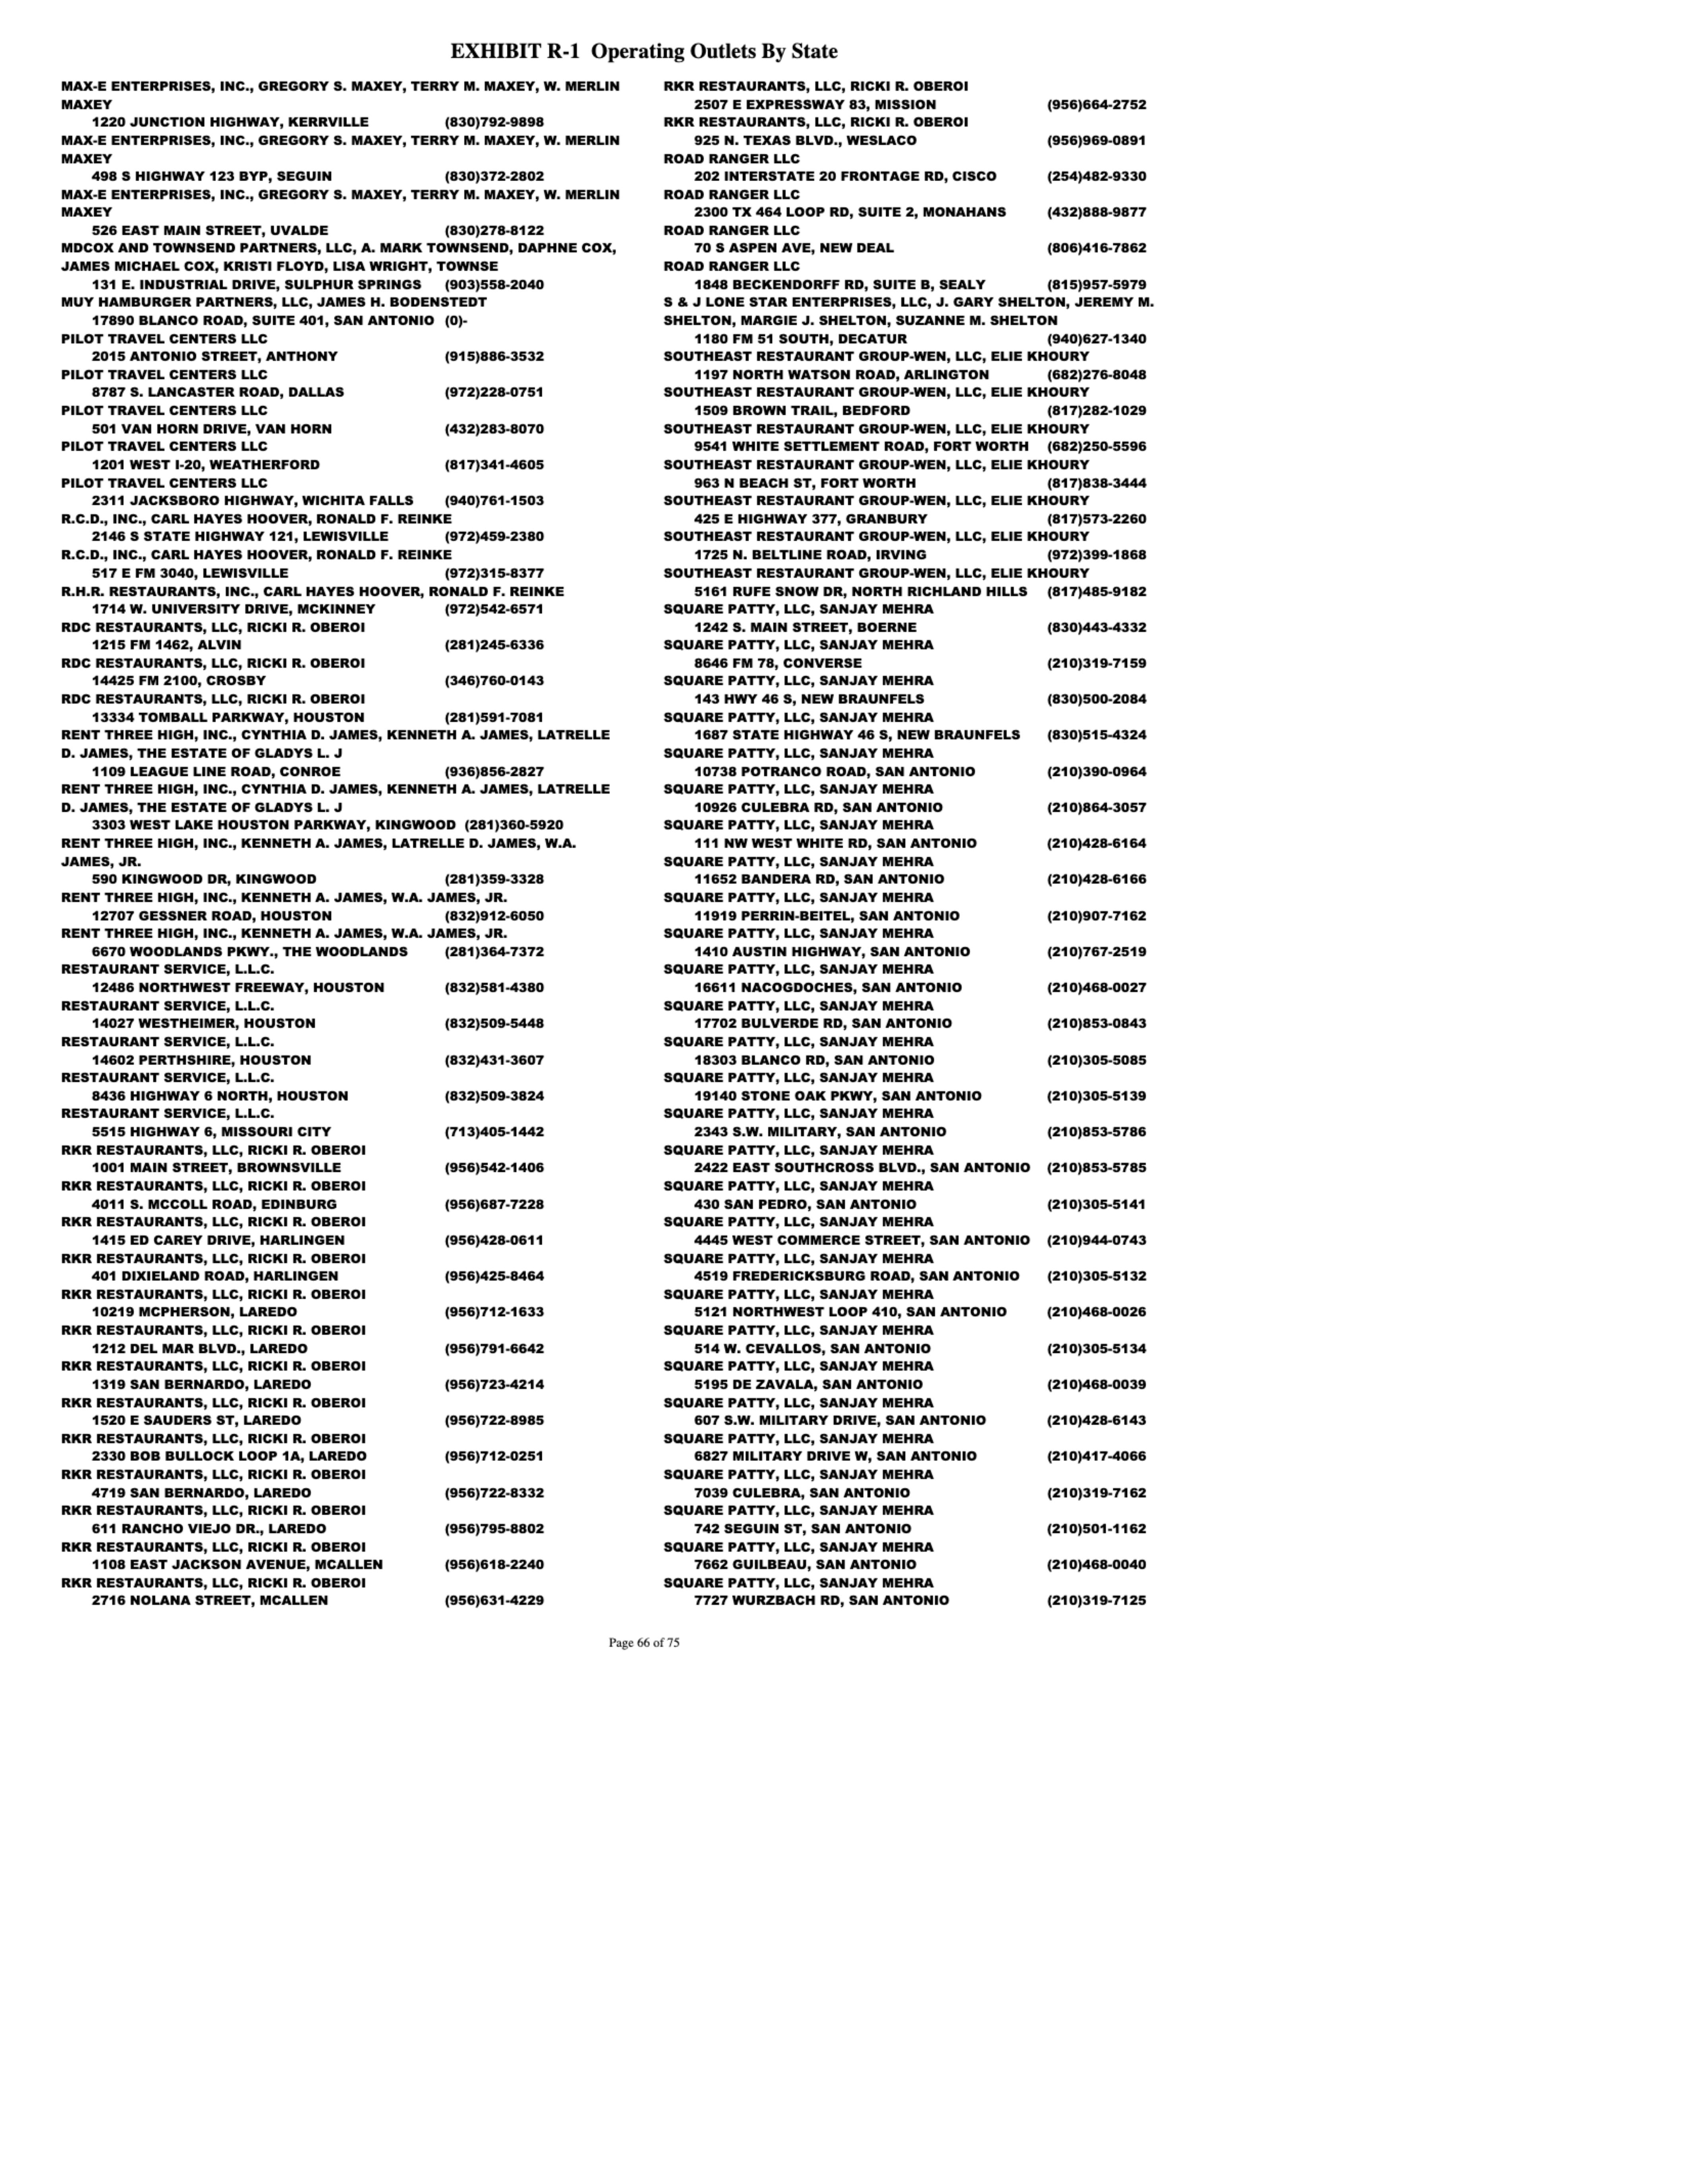 EXHIBIT R-1  Operating Outlets By State
MAX-E ENTERPRISES, INC., GREGORY S. MAXEY, TERRY M. MAXEY, W. MERLIN
MAXEY
1220 JUNCTION HIGHWAY, KERRVILLE (830)792-9898
MAX-E ENTERPRISES, INC., GREGORY S. MAXEY, TERRY M. MAXEY, W. MERLIN
MAXEY
498 S HIGHWAY 123 BYP, SEGUIN (830)372-2802
MAX-E ENTERPRISES, INC., GREGORY S. MAXEY, TERRY M. MAXEY, W. MERLIN
MAXEY
526 EAST MAIN STREET, UVALDE (830)278-8122
MDCOX AND TOWNSEND PARTNERS, LLC, A. MARK TOWNSEND, DAPHNE COX,
JAMES MICHAEL COX, KRISTI FLOYD, LISA WRIGHT, TOWNSE
131 E. INDUSTRIAL DRIVE, SULPHUR SPRINGS (903)558-2040
MUY HAMBURGER PARTNERS, LLC, JAMES H. BODENSTEDT
17890 BLANCO ROAD, SUITE 401, SAN ANTONIO (0)-
PILOT TRAVEL CENTERS LLC
2015 ANTONIO STREET, ANTHONY (915)886-3532
PILOT TRAVEL CENTERS LLC
8787 S. LANCASTER ROAD, DALLAS (972)228-0751
PILOT TRAVEL CENTERS LLC
501 VAN HORN DRIVE, VAN HORN (432)283-8070
PILOT TRAVEL CENTERS LLC
1201 WEST I-20, WEATHERFORD (817)341-4605
PILOT TRAVEL CENTERS LLC
2311 JACKSBORO HIGHWAY, WICHITA FALLS (940)761-1503
R.C.D., INC., CARL HAYES HOOVER, RONALD F. REINKE
2146 S STATE HIGHWAY 121, LEWISVILLE (972)459-2380
R.C.D., INC., CARL HAYES HOOVER, RONALD F. REINKE
517 E FM 3040, LEWISVILLE (972)315-8377
R.H.R. RESTAURANTS, INC., CARL HAYES HOOVER, RONALD F. REINKE
1714 W. UNIVERSITY DRIVE, MCKINNEY (972)542-6571
RDC RESTAURANTS, LLC, RICKI R. OBEROI
1215 FM 1462, ALVIN (281)245-6336
RDC RESTAURANTS, LLC, RICKI R. OBEROI
14425 FM 2100, CROSBY (346)760-0143
RDC RESTAURANTS, LLC, RICKI R. OBEROI
13334 TOMBALL PARKWAY, HOUSTON (281)591-7081
RENT THREE HIGH, INC., CYNTHIA D. JAMES, KENNETH A. JAMES, LATRELLE
D. JAMES, THE ESTATE OF GLADYS L. J
1109 LEAGUE LINE ROAD, CONROE (936)856-2827
RENT THREE HIGH, INC., CYNTHIA D. JAMES, KENNETH A. JAMES, LATRELLE
D. JAMES, THE ESTATE OF GLADYS L. J
3303 WEST LAKE HOUSTON PARKWAY, KINGWOOD (281)360-5920
RENT THREE HIGH, INC., KENNETH A. JAMES, LATRELLE D. JAMES, W.A.
JAMES, JR.
590 KINGWOOD DR, KINGWOOD (281)359-3328
RENT THREE HIGH, INC., KENNETH A. JAMES, W.A. JAMES, JR.
12707 GESSNER ROAD, HOUSTON (832)912-6050
RENT THREE HIGH, INC., KENNETH A. JAMES, W.A. JAMES, JR.
6670 WOODLANDS PKWY., THE WOODLANDS (281)364-7372
RESTAURANT SERVICE, L.L.C.
12486 NORTHWEST FREEWAY, HOUSTON (832)581-4380
RESTAURANT SERVICE, L.L.C.
14027 WESTHEIMER, HOUSTON (832)509-5448
RESTAURANT SERVICE, L.L.C.
14602 PERTHSHIRE, HOUSTON (832)431-3607
RESTAURANT SERVICE, L.L.C.
8436 HIGHWAY 6 NORTH, HOUSTON (832)509-3824
RESTAURANT SERVICE, L.L.C.
5515 HIGHWAY 6, MISSOURI CITY (713)405-1442
RKR RESTAURANTS, LLC, RICKI R. OBEROI
1001 MAIN STREET, BROWNSVILLE (956)542-1406
RKR RESTAURANTS, LLC, RICKI R. OBEROI
4011 S. MCCOLL ROAD, EDINBURG (956)687-7228
RKR RESTAURANTS, LLC, RICKI R. OBEROI
1415 ED CAREY DRIVE, HARLINGEN (956)428-0611
RKR RESTAURANTS, LLC, RICKI R. OBEROI
401 DIXIELAND ROAD, HARLINGEN (956)425-8464
RKR RESTAURANTS, LLC, RICKI R. OBEROI
10219 MCPHERSON, LAREDO (956)712-1633
RKR RESTAURANTS, LLC, RICKI R. OBEROI
1212 DEL MAR BLVD., LAREDO (956)791-6642
RKR RESTAURANTS, LLC, RICKI R. OBEROI
1319 SAN BERNARDO, LAREDO (956)723-4214
RKR RESTAURANTS, LLC, RICKI R. OBEROI
1520 E SAUDERS ST, LAREDO (956)722-8985
RKR RESTAURANTS, LLC, RICKI R. OBEROI
2330 BOB BULLOCK LOOP 1A, LAREDO (956)712-0251
RKR RESTAURANTS, LLC, RICKI R. OBEROI
4719 SAN BERNARDO, LAREDO (956)722-8332
RKR RESTAURANTS, LLC, RICKI R. OBEROI
611 RANCHO VIEJO DR., LAREDO (956)795-8802
RKR RESTAURANTS, LLC, RICKI R. OBEROI
1108 EAST JACKSON AVENUE, MCALLEN (956)618-2240
RKR RESTAURANTS, LLC, RICKI R. OBEROI
2716 NOLANA STREET, MCALLEN (956)631-4229
RKR RESTAURANTS, LLC, RICKI R. OBEROI
2507 E EXPRESSWAY 83, MISSION (956)664-2752
RKR RESTAURANTS, LLC, RICKI R. OBEROI
925 N. TEXAS BLVD., WESLACO (956)969-0891
ROAD RANGER LLC
202 INTERSTATE 20 FRONTAGE RD, CISCO (254)482-9330
ROAD RANGER LLC
2300 TX 464 LOOP RD, SUITE 2, MONAHANS (432)888-9877
ROAD RANGER LLC
70 S ASPEN AVE, NEW DEAL (806)416-7862
ROAD RANGER LLC
1848 BECKENDORFF RD, SUITE B, SEALY (815)957-5979
S & J LONE STAR ENTERPRISES, LLC, J. GARY SHELTON, JEREMY M.
SHELTON, MARGIE J. SHELTON, SUZANNE M. SHELTON
1180 FM 51 SOUTH, DECATUR (940)627-1340
SOUTHEAST RESTAURANT GROUP-WEN, LLC, ELIE KHOURY
1197 NORTH WATSON ROAD, ARLINGTON (682)276-8048
SOUTHEAST RESTAURANT GROUP-WEN, LLC, ELIE KHOURY
1509 BROWN TRAIL, BEDFORD (817)282-1029
SOUTHEAST RESTAURANT GROUP-WEN, LLC, ELIE KHOURY
9541 WHITE SETTLEMENT ROAD, FORT WORTH (682)250-5596
SOUTHEAST RESTAURANT GROUP-WEN, LLC, ELIE KHOURY
963 N BEACH ST, FORT WORTH (817)838-3444
SOUTHEAST RESTAURANT GROUP-WEN, LLC, ELIE KHOURY
425 E HIGHWAY 377, GRANBURY (817)573-2260
SOUTHEAST RESTAURANT GROUP-WEN, LLC, ELIE KHOURY
1725 N. BELTLINE ROAD, IRVING (972)399-1868
SOUTHEAST RESTAURANT GROUP-WEN, LLC, ELIE KHOURY
5161 RUFE SNOW DR, NORTH RICHLAND HILLS (817)485-9182
SQUARE PATTY, LLC, SANJAY MEHRA
1242 S. MAIN STREET, BOERNE (830)443-4332
SQUARE PATTY, LLC, SANJAY MEHRA
8646 FM 78, CONVERSE (210)319-7159
SQUARE PATTY, LLC, SANJAY MEHRA
143 HWY 46 S, NEW BRAUNFELS (830)500-2084
SQUARE PATTY, LLC, SANJAY MEHRA
1687 STATE HIGHWAY 46 S, NEW BRAUNFELS (830)515-4324
SQUARE PATTY, LLC, SANJAY MEHRA
10738 POTRANCO ROAD, SAN ANTONIO (210)390-0964
SQUARE PATTY, LLC, SANJAY MEHRA
10926 CULEBRA RD, SAN ANTONIO (210)864-3057
SQUARE PATTY, LLC, SANJAY MEHRA
111 NW WEST WHITE RD, SAN ANTONIO (210)428-6164
SQUARE PATTY, LLC, SANJAY MEHRA
11652 BANDERA RD, SAN ANTONIO (210)428-6166
SQUARE PATTY, LLC, SANJAY MEHRA
11919 PERRIN-BEITEL, SAN ANTONIO (210)907-7162
SQUARE PATTY, LLC, SANJAY MEHRA
1410 AUSTIN HIGHWAY, SAN ANTONIO (210)767-2519
SQUARE PATTY, LLC, SANJAY MEHRA
16611 NACOGDOCHES, SAN ANTONIO (210)468-0027
SQUARE PATTY, LLC, SANJAY MEHRA
17702 BULVERDE RD, SAN ANTONIO (210)853-0843
SQUARE PATTY, LLC, SANJAY MEHRA
18303 BLANCO RD, SAN ANTONIO (210)305-5085
SQUARE PATTY, LLC, SANJAY MEHRA
19140 STONE OAK PKWY, SAN ANTONIO (210)305-5139
SQUARE PATTY, LLC, SANJAY MEHRA
2343 S.W. MILITARY, SAN ANTONIO (210)853-5786
SQUARE PATTY, LLC, SANJAY MEHRA
2422 EAST SOUTHCROSS BLVD., SAN ANTONIO (210)853-5785
SQUARE PATTY, LLC, SANJAY MEHRA
430 SAN PEDRO, SAN ANTONIO (210)305-5141
SQUARE PATTY, LLC, SANJAY MEHRA
4445 WEST COMMERCE STREET, SAN ANTONIO (210)944-0743
SQUARE PATTY, LLC, SANJAY MEHRA
4519 FREDERICKSBURG ROAD, SAN ANTONIO (210)305-5132
SQUARE PATTY, LLC, SANJAY MEHRA
5121 NORTHWEST LOOP 410, SAN ANTONIO (210)468-0026
SQUARE PATTY, LLC, SANJAY MEHRA
514 W. CEVALLOS, SAN ANTONIO (210)305-5134
SQUARE PATTY, LLC, SANJAY MEHRA
5195 DE ZAVALA, SAN ANTONIO (210)468-0039
SQUARE PATTY, LLC, SANJAY MEHRA
607 S.W. MILITARY DRIVE, SAN ANTONIO (210)428-6143
SQUARE PATTY, LLC, SANJAY MEHRA
6827 MILITARY DRIVE W, SAN ANTONIO (210)417-4066
SQUARE PATTY, LLC, SANJAY MEHRA
7039 CULEBRA, SAN ANTONIO (210)319-7162
SQUARE PATTY, LLC, SANJAY MEHRA
742 SEGUIN ST, SAN ANTONIO (210)501-1162
SQUARE PATTY, LLC, SANJAY MEHRA
7662 GUILBEAU, SAN ANTONIO (210)468-0040
SQUARE PATTY, LLC, SANJAY MEHRA
7727 WURZBACH RD, SAN ANTONIO (210)319-7125
Page 66 of 75